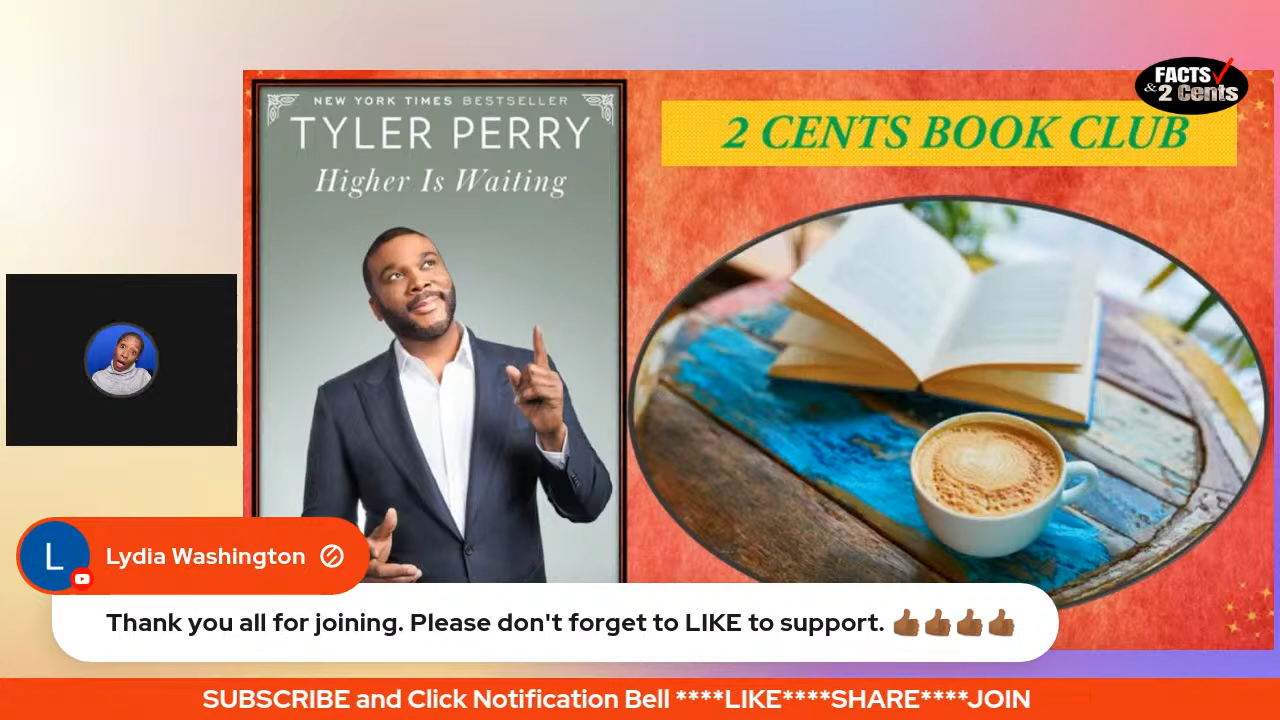 NEW YORK TIMES BESTSELLER
TYLER PERRY
Higher Is Waiting
FACTS
& 2 Cents
2 CENTS BOOK CLUB
L
Lydia Washington
Thank you all for joining. Please don't forget to LIKE to support. 👍🏾👍🏾👍🏾👍🏾
SUBSCRIBE and Click Notification Bell ****LIKE****SHARE****JOIN